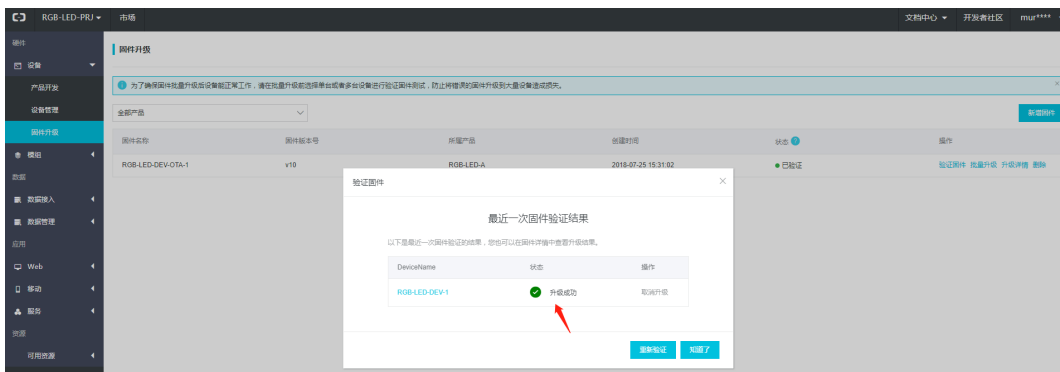 RGB-LED-PRJ 市场 文档中心 开发者社区 mur****
硬件
设备
产品开发
设备管理
固件升级
模组
数据
数据接入
数据管理
应用
Web
移动
服务
资源
可用资源
固件升级
为了确保固件批量升级后设备能正常工作，请在批量升级前选择单台或者多台设备进行验证固件测试，防止将错误的固件升级到大量设备造成损失。
全部产品
新增固件
固件名称 固件版本号 所属产品 创建时间 状态 操作
RGB-LED-DEV-OTA-1 v10 RGB-LED-A 2018-07-25 15:31:02 已验证 验证固件 批量升级 升级详情 删除
验证固件
最近一次固件验证结果
以下是最近一次固件验证的结果，您也可以在固件详情中查看升级结果。
DeviceName 状态 操作
RGB-LED-DEV-1 升级成功 取消升级
重新验证 知道了